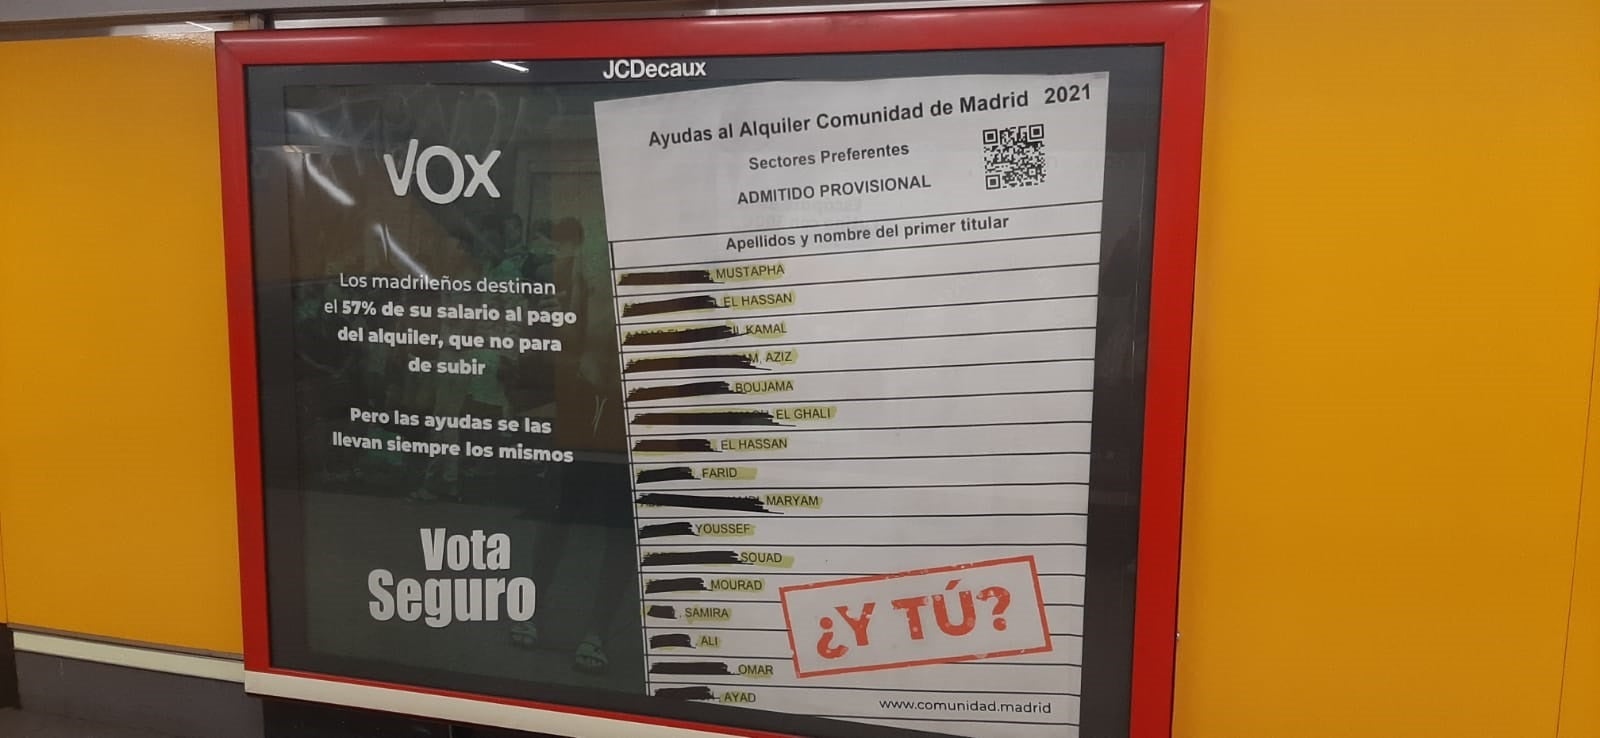 JCDecaux
VOX
Los madrileños destinan
el 57% de su salario al pago
del alquiler, que no para
de subir
Pero las ayudas se las
llevan siempre los mismos
Vota
Seguro
Ayudas al Alquiler Comunidad de Madrid 2021
Sectores Preferentes
ADMITIDO PROVISIONAL
Apellidos y nombre del primer titular
, MUSTAPHA
, EL HASSAN
, KAMAL
, AZIZ
, BOUJAMA
, EL GHALI
, EL HASSAN
, FARID
, MARYAM
, YOUSSEF
, SOUAD
, MOURAD
, SAMIRA
, ALI
, OMAR
, AYAD
¿Y TÚ?
www.comunidad.madrid